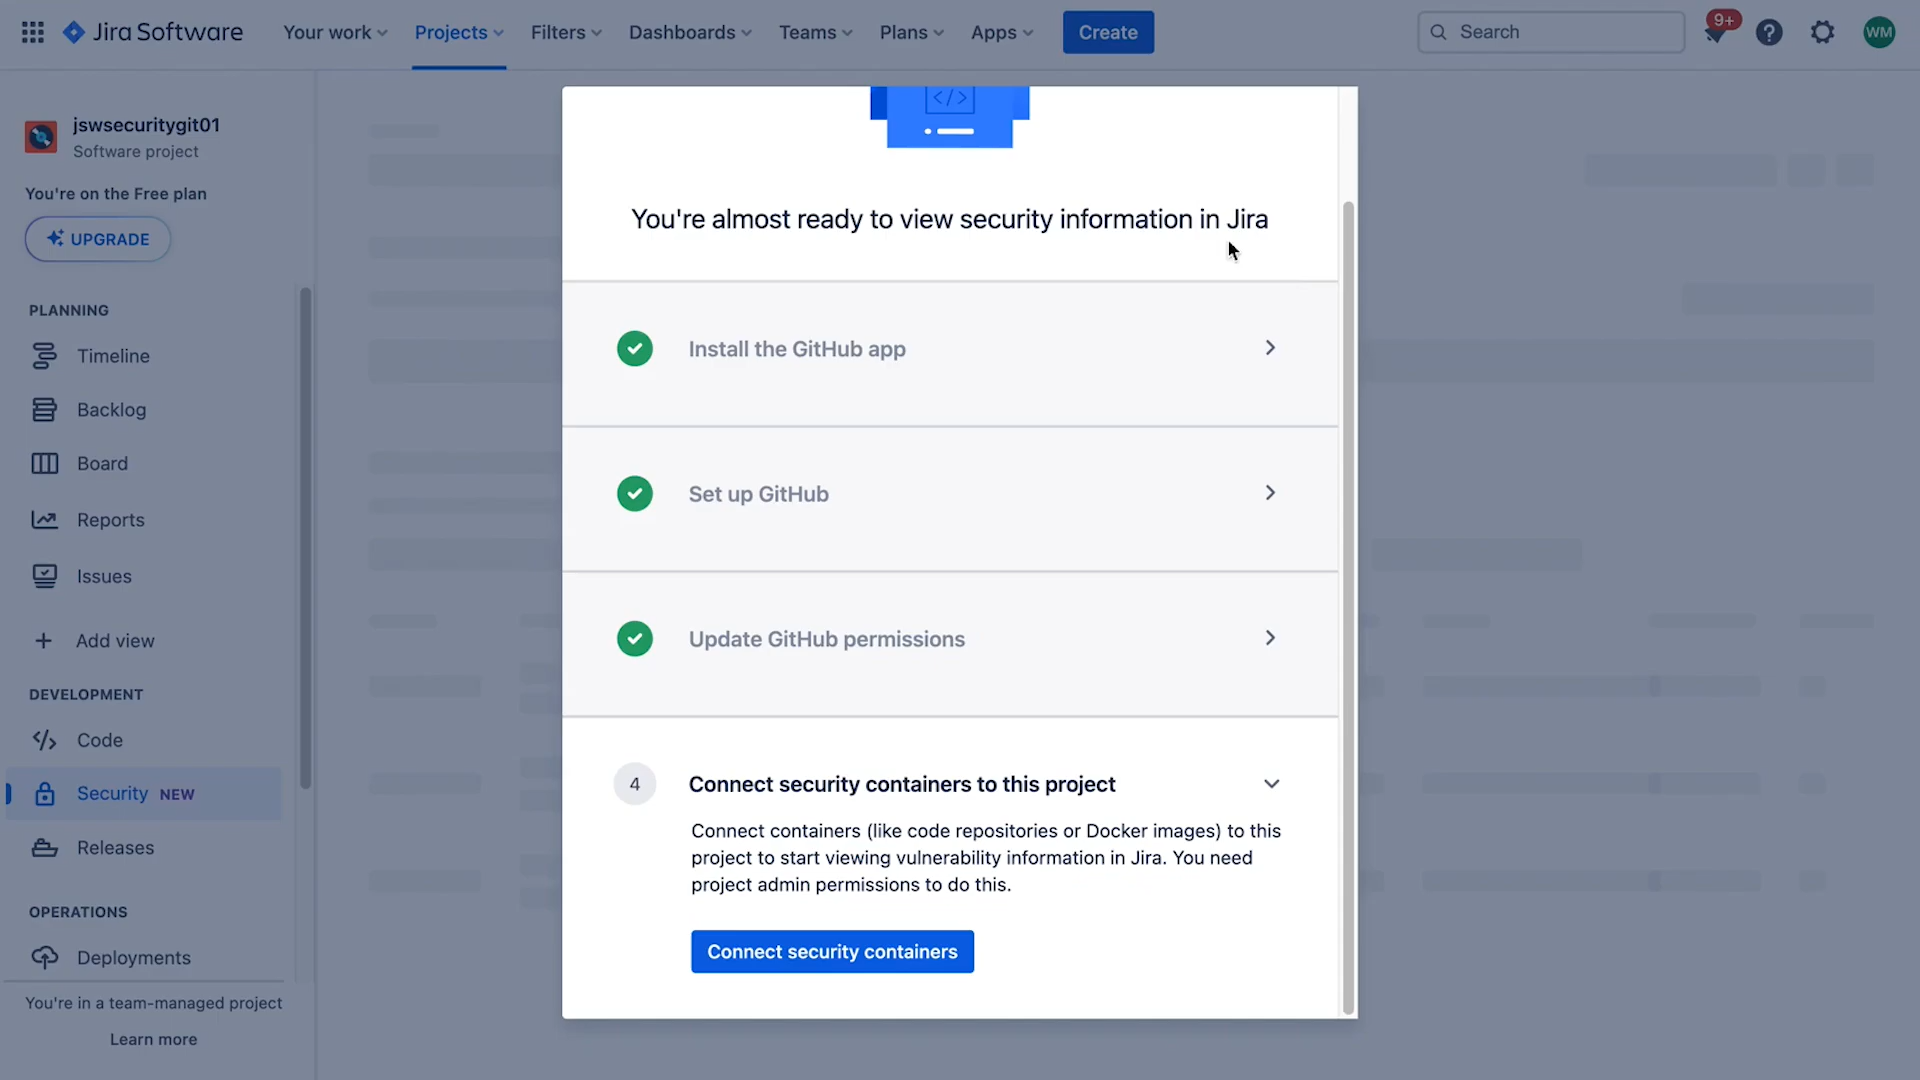 Jira Software
Your work
Projects
Filters
Dashboards
Teams
Plans
Apps
Create
Search
9+
WM
jswsecuritygit01
Software project
You're on the Free plan
UPGRADE
PLANNING
Timeline
Backlog
Board
Reports
Issues
Add view
DEVELOPMENT
Code
Security NEW
Releases
OPERATIONS
Deployments
You're in a team-managed project
Learn more
You're almost ready to view security information in Jira
Install the GitHub app
Set up GitHub
Update GitHub permissions
4 Connect security containers to this project
Connect containers (like code repositories or Docker images) to this
project to start viewing vulnerability information in Jira. You need
project admin permissions to do this.
Connect security containers